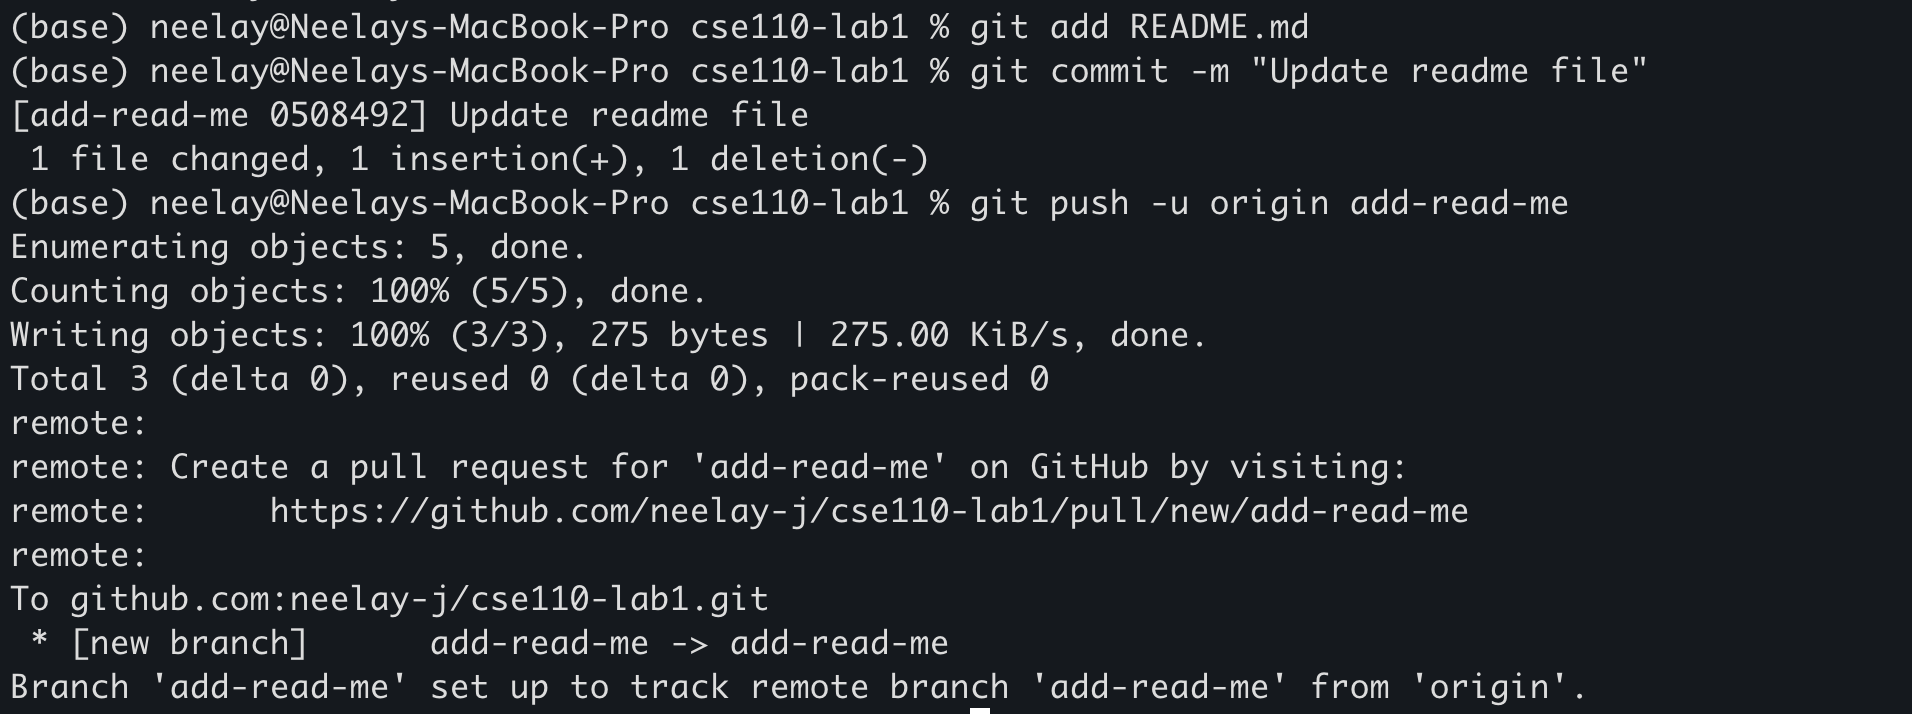 (base) neelay@Neelays-MacBook-Pro cse110-lab1 % git add README.md
(base) neelay@Neelays-MacBook-Pro cse110-lab1 % git commit -m "Update readme file"
[add-read-me 0508492] Update readme file
 1 file changed, 1 insertion(+), 1 deletion(-)
(base) neelay@Neelays-MacBook-Pro cse110-lab1 % git push -u origin add-read-me
Enumerating objects: 5, done.
Counting objects: 100% (5/5), done.
Writing objects: 100% (3/3), 275 bytes | 275.00 KiB/s, done.
Total 3 (delta 0), reused 0 (delta 0), pack-reused 0
remote:
remote: Create a pull request for 'add-read-me' on GitHub by visiting:
remote:      https://github.com/neelay-j/cse110-lab1/pull/new/add-read-me
remote:
To github.com:neelay-j/cse110-lab1.git
 * [new branch]      add-read-me -> add-read-me
Branch 'add-read-me' set up to track remote branch 'add-read-me' from 'origin'.